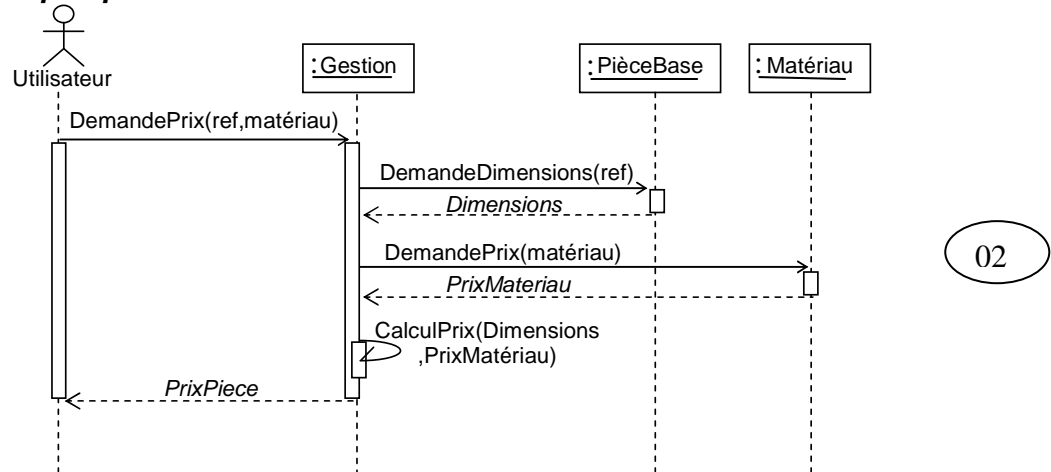 Utilisateur
:Gestion
:PièceBase
:Matériau
DemandePrix(ref,matériau)
DemandeDimensions(ref)
Dimensions
DemandePrix(matériau)
02
PrixMateriau
CalculPrix(Dimensions
,PrixMatériau)
PrixPiece